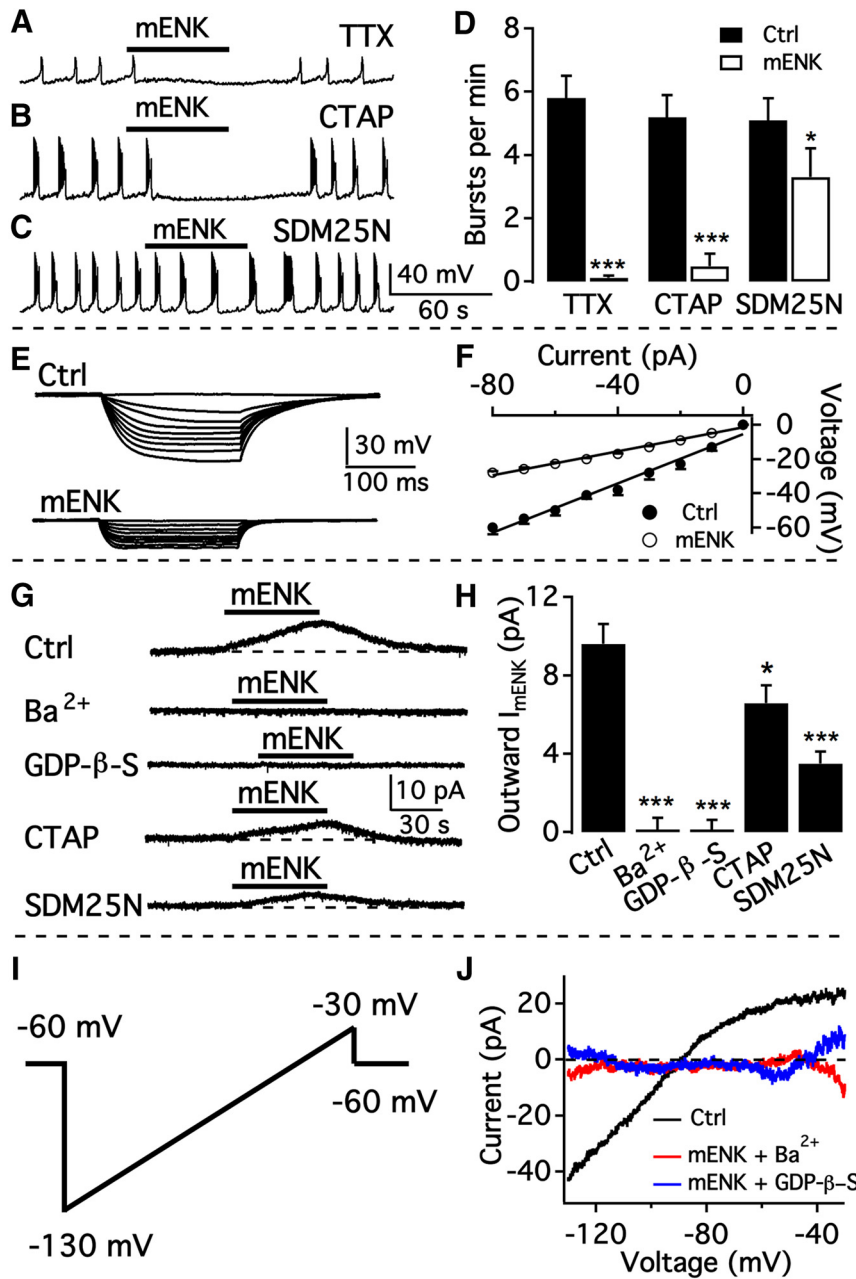 A
mENK
TTX
B
mENK
CTAP
C
mENK
SDM25N
40 mV
60 s
D
Ctrl
mENK
Bursts per min
8
6
4
2
0
***
***
*
TTX
CTAP
SDM25N
E
Ctrl
30 mV
100 ms
mENK
F
Current (pA)
-80
-40
0
0
-20
-40
-60
Voltage (mV)
Ctrl
mENK
G
mENK
Ctrl
mENK
Ba2+
mENK
GDP-β-S
10 pA
30 s
mENK
CTAP
mENK
SDM25N
H
Outward ImENK (pA)
12
8
4
0
***
***
*
***
Ctrl
Ba2+
GDP-β-S
CTAP
SDM25N
I
-60 mV
-30 mV
-60 mV
-130 mV
J
Current (pA)
20
0
-20
-40
Ctrl
mENK + Ba2+
mENK + GDP-β-S
-120
-80
-40
Voltage (mV)